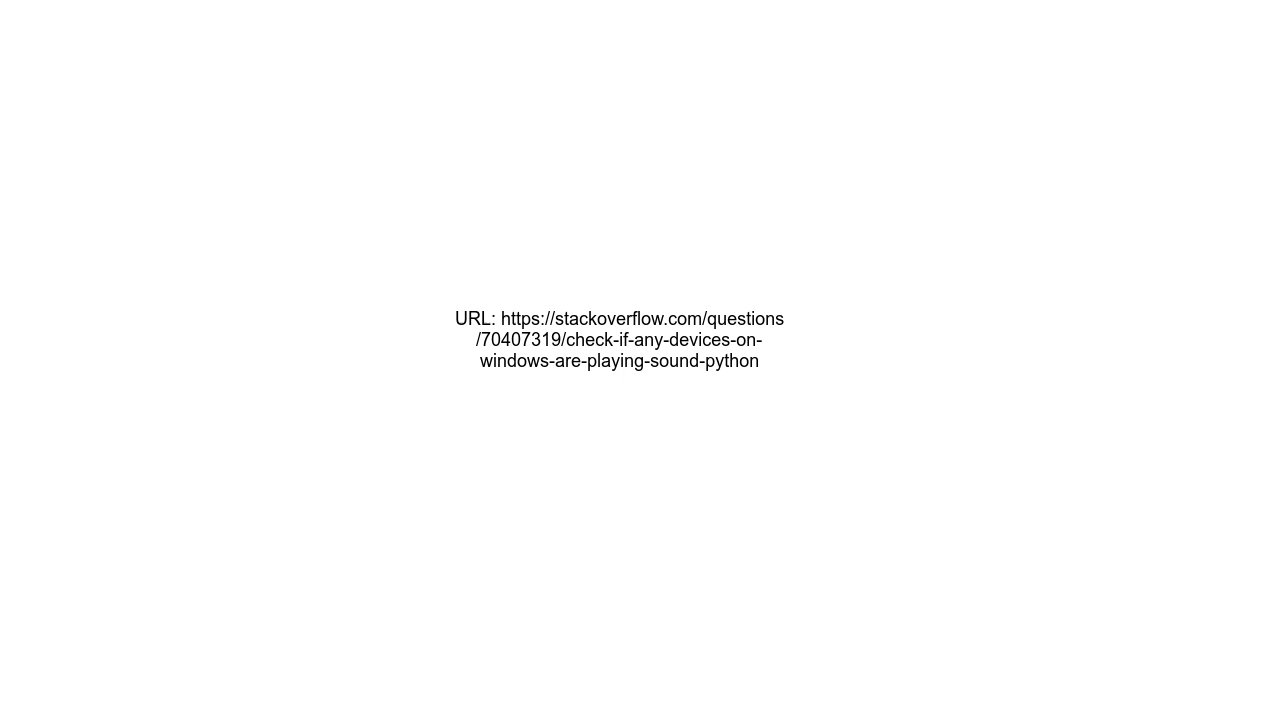 URL: https://stackoverflow.com/questions
/70407319/check-if-any-devices-on-
windows-are-playing-sound-python